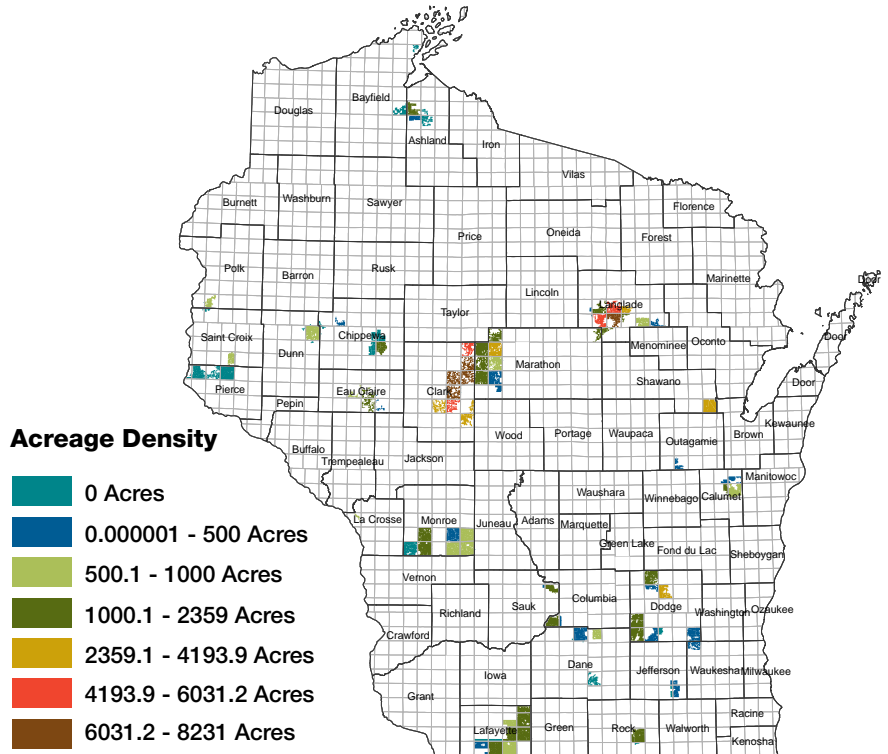 Douglas
Bayfield
Ashland
Iron
Vilas
Burnett
Washburn
Sawyer
Florence
Price
Oneida
Forest
Polk
Barron
Rusk
Marinette
Door
Lincoln
Langlade
Taylor
Saint Croix
Chippewa
Door
Dunn
Menominee
Oconto
Marathon
Shawano
Door
Pierce
Eau Claire
Clark
Pepin
Kewaunee
Wood
Portage
Waupaca
Outagamie
Brown
Buffalo
Trempealeau
Jackson
Manitowoc
Waushara
Winnebago
Calumet
La Crosse
Monroe
Juneau
Adams
Marquette
Green Lake
Fond du Lac
Sheboygan
Vernon
Columbia
Richland
Sauk
Dodge
Washington
Ozaukee
Crawford
Dane
Jefferson
Waukesha
Milwaukee
Iowa
Grant
Racine
Lafayette
Green
Rock
Walworth
Kenosha
Acreage Density
0 Acres
0.000001 - 500 Acres
500.1 - 1000 Acres
1000.1 - 2359 Acres
2359.1 - 4193.9 Acres
4193.9 - 6031.2 Acres
6031.2 - 8231 Acres